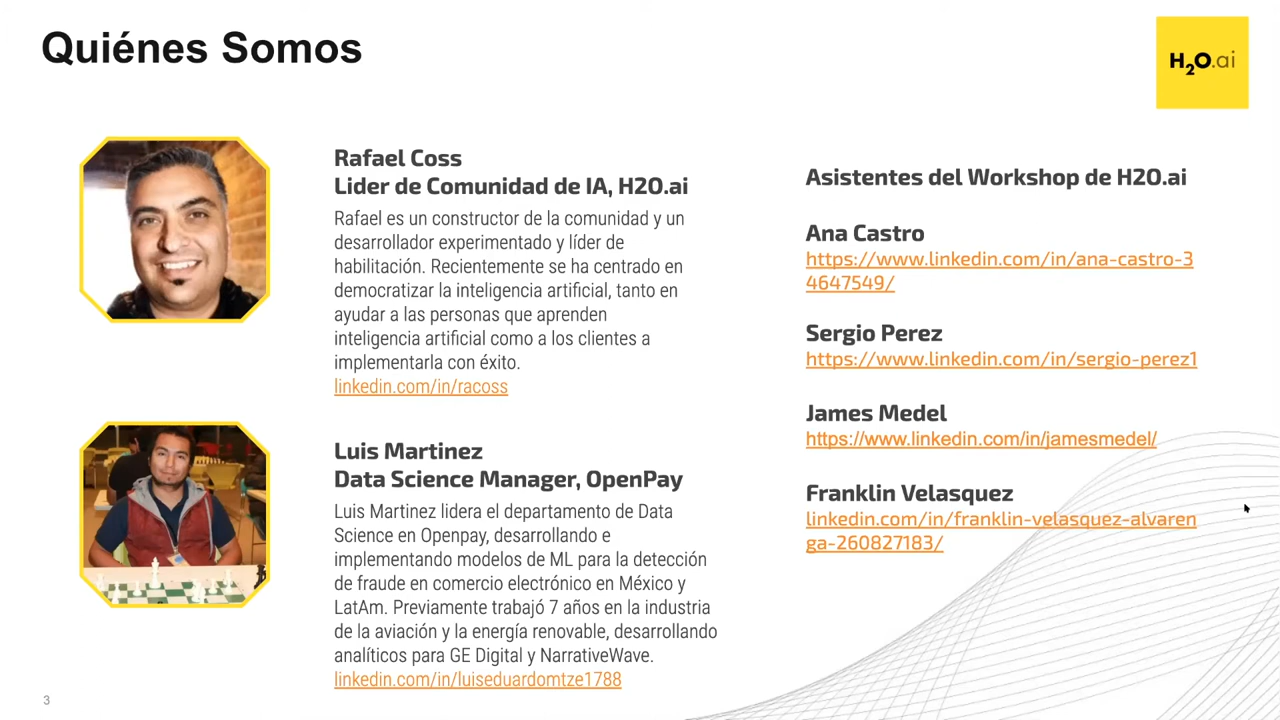 Quiénes Somos
H2O.ai
Rafael Coss
Lider de Comunidad de IA, H2O.ai
Rafael es un constructor de la comunidad y un
desarrollador experimentado y líder de
habilitación. Recientemente se ha centrado en
democratizar la inteligencia artificial, tanto en
ayudar a las personas que aprenden
inteligencia artificial como a los clientes a
implementarla con éxito.
linkedin.com/in/racoss
Luis Martinez
Data Science Manager, OpenPay
Luis Martinez lidera el departamento de Data
Science en Openpay, desarrollando e
implementando modelos de ML para la detección
de fraude en comercio electrónico en México y
LatAm. Previamente trabajó 7 años en la industria
de la aviación y la energía renovable, desarrollando
analíticos para GE Digital y NarrativeWave.
linkedin.com/in/luiseduardomtze1788
Asistentes del Workshop de H2O.ai
Ana Castro
https://www.linkedin.com/in/ana-castro-3
4647549/
Sergio Perez
https://www.linkedin.com/in/sergio-perez1
James Medel
https://www.linkedin.com/in/jamesmedel/
Franklin Velasquez
linkedin.com/in/franklin-velasquez-alvaren
ga-260827183/
3